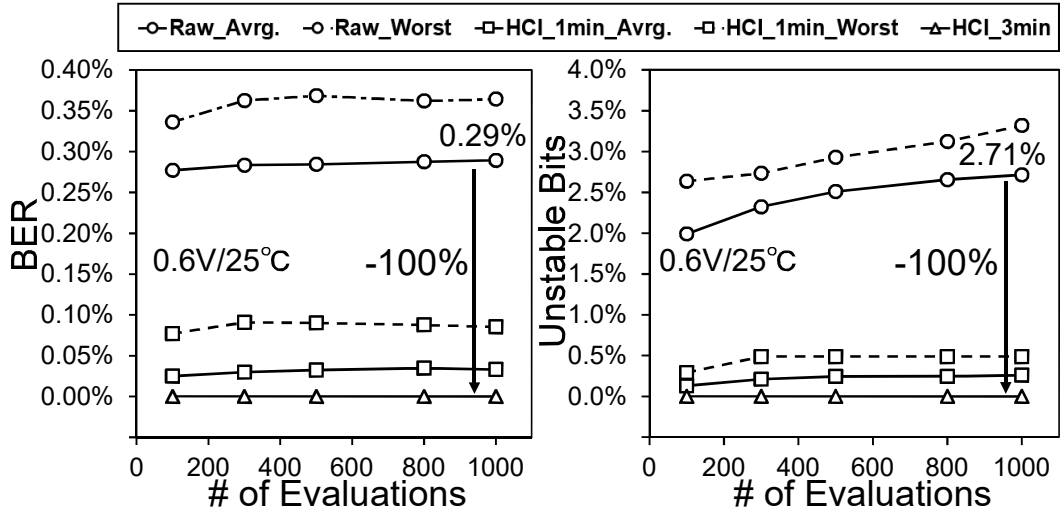 Raw_Avrg. Raw_Worst HCI_1min_Avrg. HCI_1min_Worst HCI_3min
BER
0.40%
0.35%
0.30%
0.25%
0.20%
0.15%
0.10%
0.05%
0.00%
0.29%
0.6V/25℃
-100%
0 200 400 600 800 1000
# of Evaluations
Unstable Bits
4.0%
3.5%
3.0%
2.5%
2.0%
1.5%
1.0%
0.5%
0.0%
2.71%
0.6V/25℃
-100%
0 200 400 600 800 1000
# of Evaluations